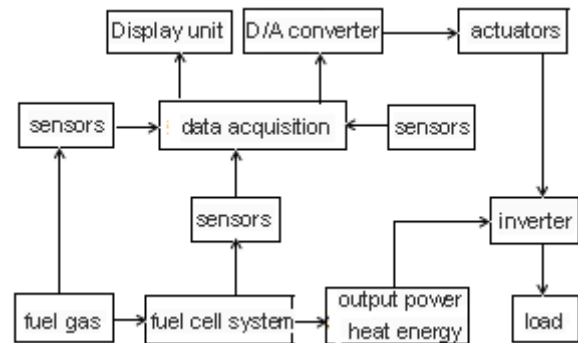 Display unit
D/A converter
actuators
sensors
data acquisition
sensors
sensors
inverter
fuel gas
fuel cell system
output power
heat energy
load